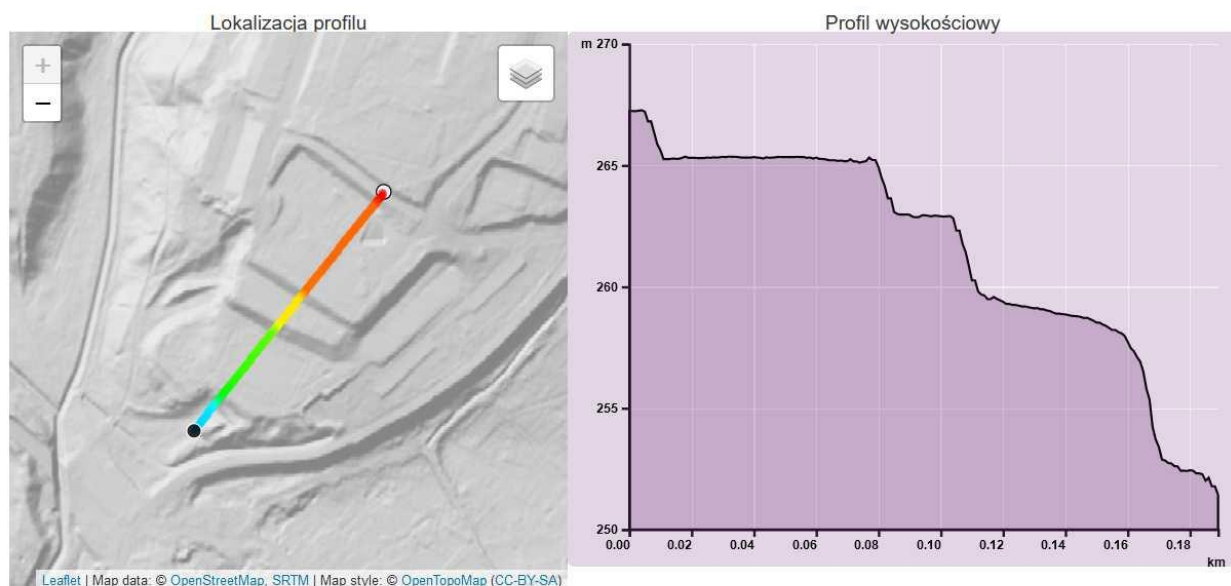 Lokalizacja profilu
+
−
Leaflet | Map data: © OpenStreetMap, SRTM | Map style: © OpenTopoMap (CC-BY-SA)
Profil wysokościowy
m 270
265
260
255
250
0.00 0.02 0.04 0.06 0.08 0.10 0.12 0.14 0.16 0.18
km